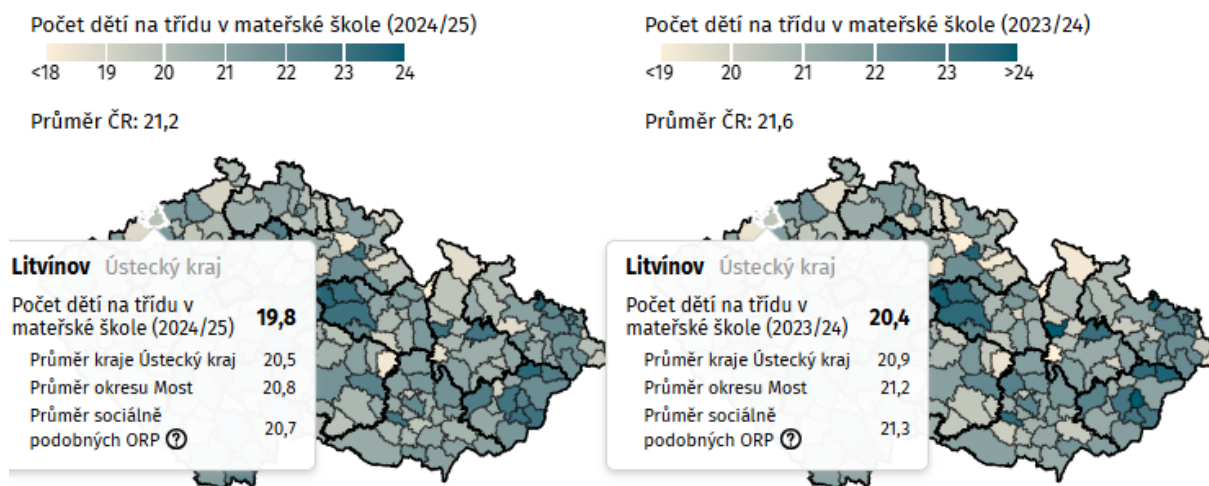 Počet dětí na třídu v mateřské škole (2024/25)
<18 19 20 21 22 23 24
Průměr ČR: 21,2
Litvínov Ústecký kraj
Počet dětí na třídu v
mateřské škole (2024/25) 19,8
Průměr kraje Ústecký kraj 20,5
Průměr okresu Most 20,8
Průměr sociálně
podobných ORP ? 20,7
Počet dětí na třídu v mateřské škole (2023/24)
<19 20 21 22 23 >24
Průměr ČR: 21,6
Litvínov Ústecký kraj
Počet dětí na třídu v
mateřské škole (2023/24) 20,4
Průměr kraje Ústecký kraj 20,9
Průměr okresu Most 21,2
Průměr sociálně
podobných ORP ? 21,3